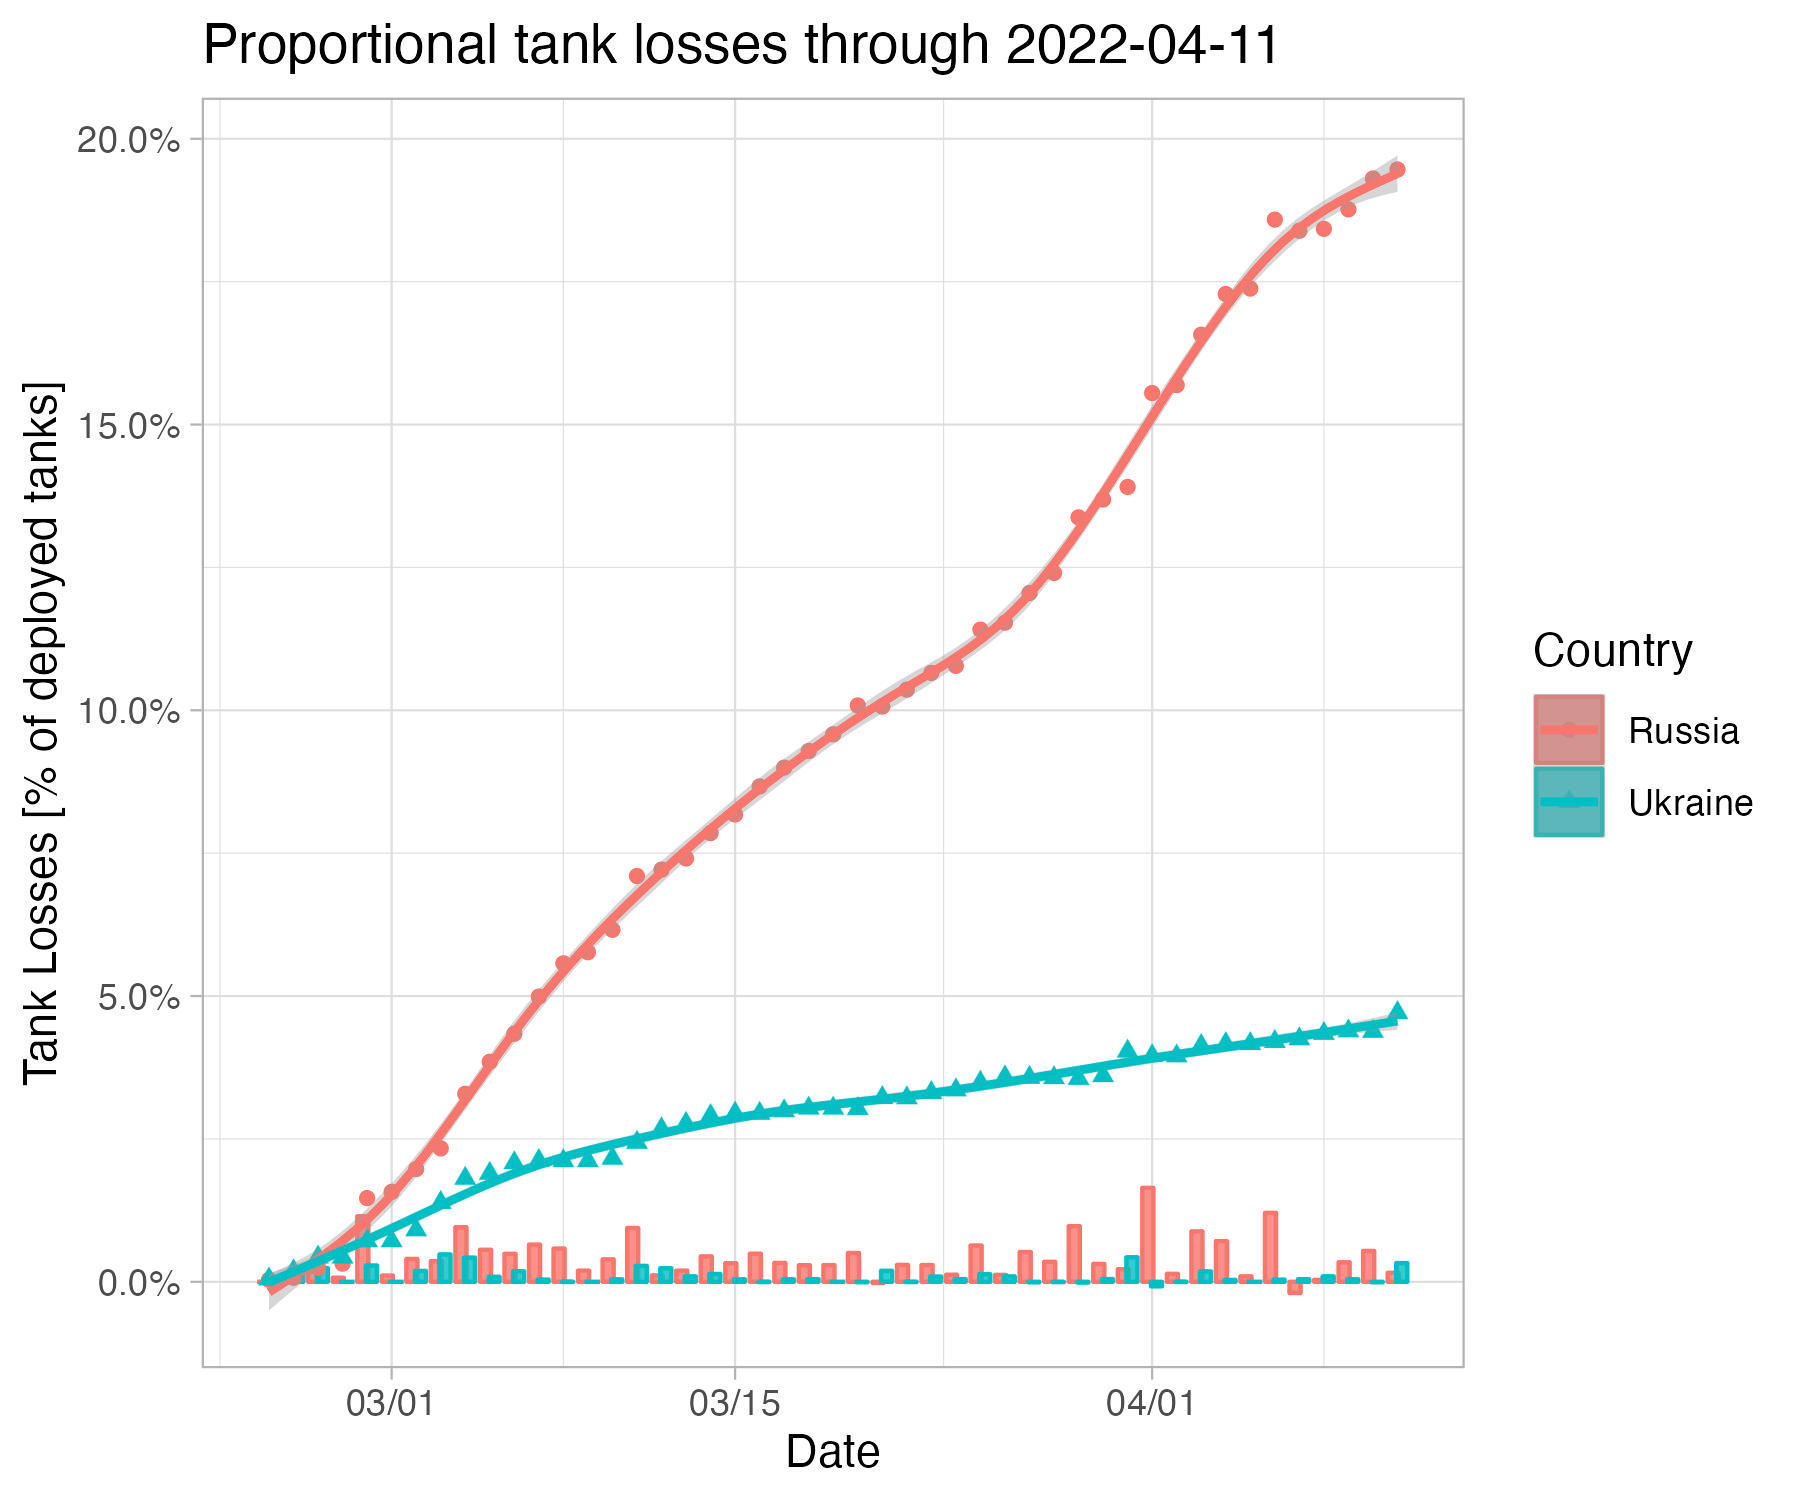 Proportional tank losses through 2022-04-11
Tank Losses [% of deployed tanks]
20.0%
15.0%
10.0%
5.0%
0.0%
03/01
03/15
04/01
Date
Country
Russia
Ukraine